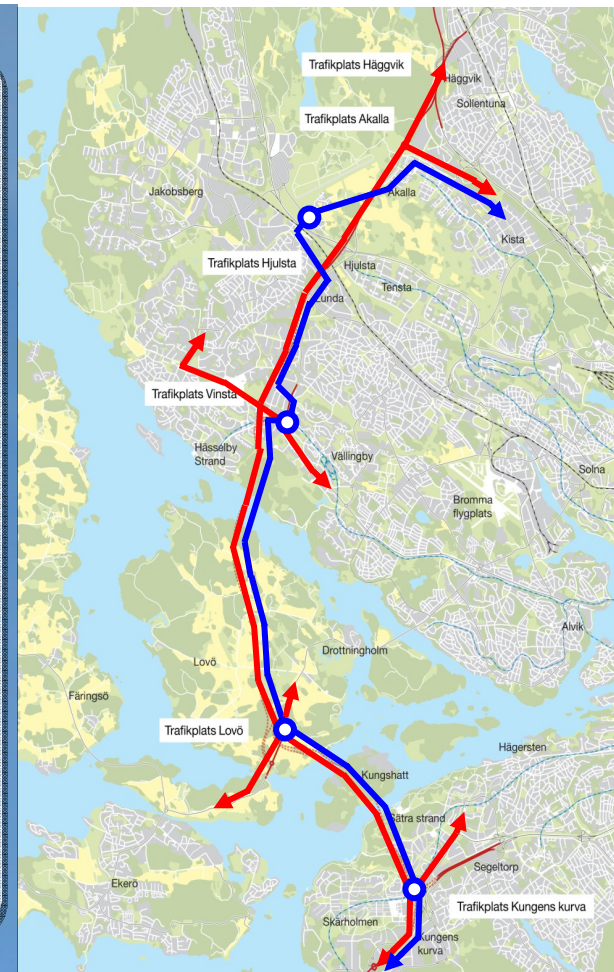 Trafikplats Häggvik
Häggvik
Sollentuna
Trafikplats Akalla
Jakobsberg
Akalla
Kista
Trafikplats Hjulsta
Hjulsta
Tensta
Lunda
Trafikplats Vinsta
Hässelby
Strand
Vällingby
Solna
Bromma
flygplats
Alvik
Drottningholm
Lovö
Färingsö
Trafikplats Lovö
Hägersten
Kungshatt
Sätra strand
Segeltorp
Ekerö
Trafikplats Kungens kurva
Skärholmen
Kungens
kurva